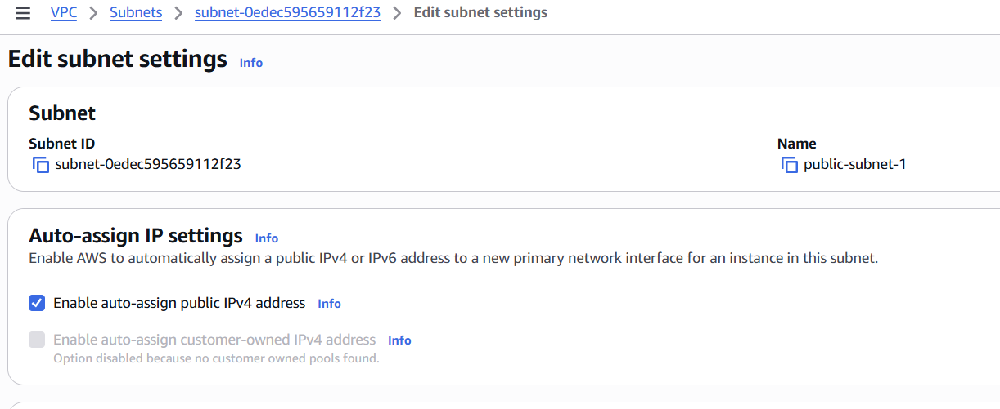 VPC > Subnets > subnet-0edec595659112f23 > Edit subnet settings
Edit subnet settings Info
Subnet
Subnet ID Name
subnet-0edec595659112f23 public-subnet-1
Auto-assign IP settings Info
Enable AWS to automatically assign a public IPv4 or IPv6 address to a new primary network interface for an instance in this subnet.
Enable auto-assign public IPv4 address Info
Enable auto-assign customer-owned IPv4 address Info
Option disabled because no customer owned pools found.